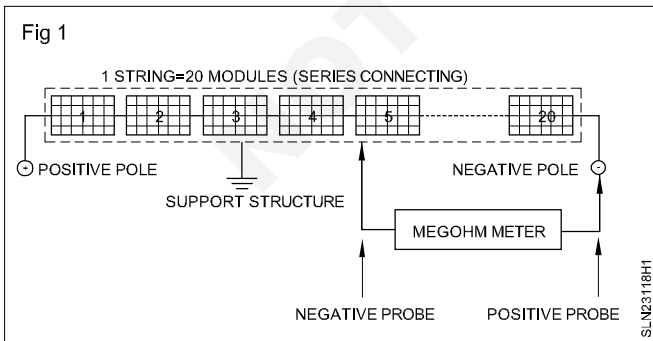 Fig 1
1 STRING=20 MODULES (SERIES CONNECTING)
1 2 3 4 5 20
+ POSITIVE POLE NEGATIVE POLE -
SUPPORT STRUCTURE
MEGOHM METER
NEGATIVE PROBE POSITIVE PROBE
SLN23118H1
NOT